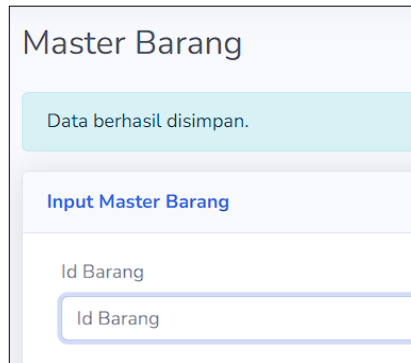 Master Barang
Data berhasil disimpan.
Input Master Barang
Id Barang
Id Barang